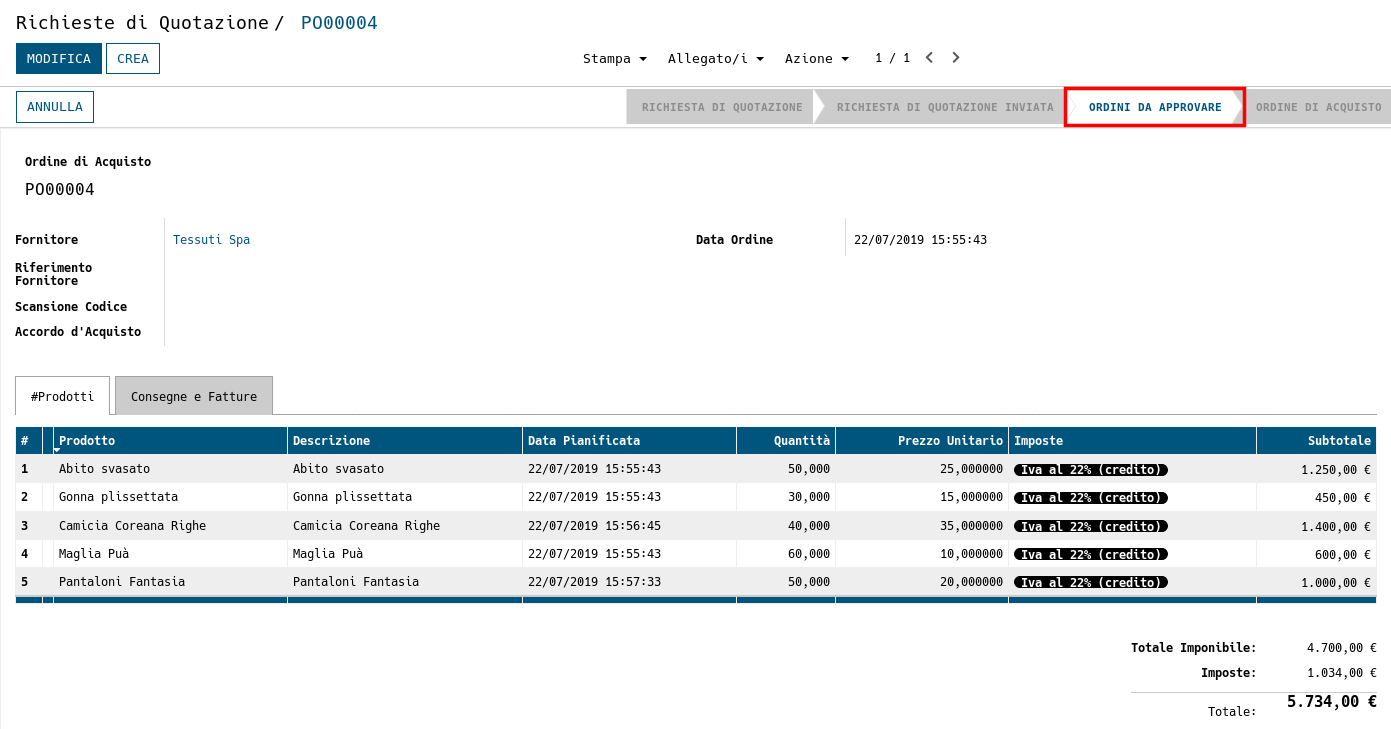 Richieste di Quotazione / PO00004
MODIFICA CREA Stampa Allegato/i Azione 1 / 1
ANNULLA RICHIESTA DI QUOTAZIONE RICHIESTA DI QUOTAZIONE INVIATA ORDINI DA APPROVARE ORDINE DI ACQUISTO
Ordine di Acquisto
PO00004
Fornitore Tessuti Spa Data Ordine 22/07/2019 15:55:43
Riferimento
Fornitore
Scansione Codice
Accordo d'Acquisto
#Prodotti Consegne e Fatture
# Prodotto Descrizione Data Pianificata Quantità Prezzo Unitario Imposte Subtotale
1 Abito svasato Abito svasato 22/07/2019 15:55:43 50,000 25,000000 Iva al 22% (credito) 1.250,00 €
2 Gonna plissettata Gonna plissettata 22/07/2019 15:55:43 30,000 15,000000 Iva al 22% (credito) 450,00 €
3 Camicia Coreana Righe Camicia Coreana Righe 22/07/2019 15:56:45 40,000 35,000000 Iva al 22% (credito) 1.400,00 €
4 Maglia Puà Maglia Puà 22/07/2019 15:55:43 60,000 10,000000 Iva al 22% (credito) 600,00 €
5 Pantaloni Fantasia Pantaloni Fantasia 22/07/2019 15:57:33 50,000 20,000000 Iva al 22% (credito) 1.000,00 €
Totale Imponibile: 4.700,00 €
Imposte: 1.034,00 €
Totale: 5.734,00 €